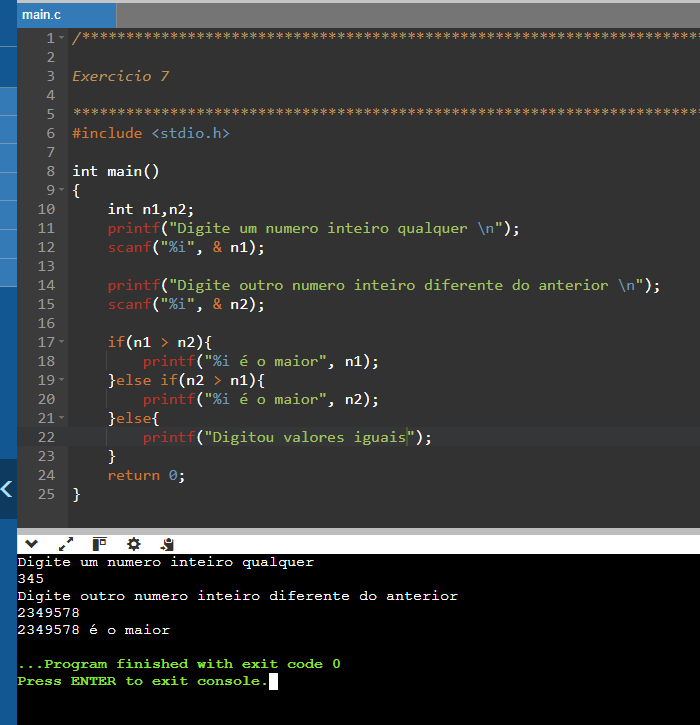 main.c
1 /**********************************************************************
2
3 Exercicio 7
4
5 ***********************************************************************
6 #include <stdio.h>
7
8 int main()
9 {
10     int n1,n2;
11     printf("Digite um numero inteiro qualquer \n");
12     scanf("%i", & n1);
13
14     printf("Digite outro numero inteiro diferente do anterior \n");
15     scanf("%i", & n2);
16
17     if(n1 > n2){
18         printf("%i é o maior", n1);
19     }else if(n2 > n1){
20         printf("%i é o maior", n2);
21     }else{
22         printf("Digitou valores iguais");
23     }
24     return 0;
25 }
Digite um numero inteiro qualquer
345
Digite outro numero inteiro diferente do anterior
2349578
2349578 é o maior
...Program finished with exit code 0
Press ENTER to exit console.